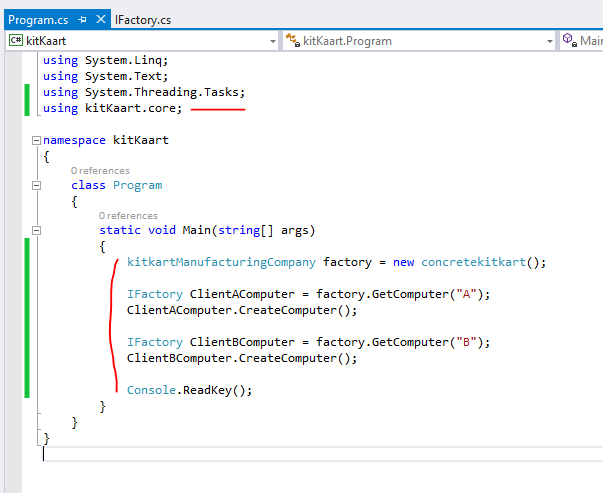 Program.cs IFactory.cs
C# kitKaart kitKaart.Program Main
using System.Linq;
using System.Text;
using System.Threading.Tasks;
using kitKaart.core;
namespace kitKaart
{
0 references
class Program
{
0 references
static void Main(string[] args)
{
kitkartManufacturingCompany factory = new concretekitkart();
IFactory ClientAComputer = factory.GetComputer("A");
ClientAComputer.CreateComputer();
IFactory ClientBComputer = factory.GetComputer("B");
ClientBComputer.CreateComputer();
Console.ReadKey();
}
}
}